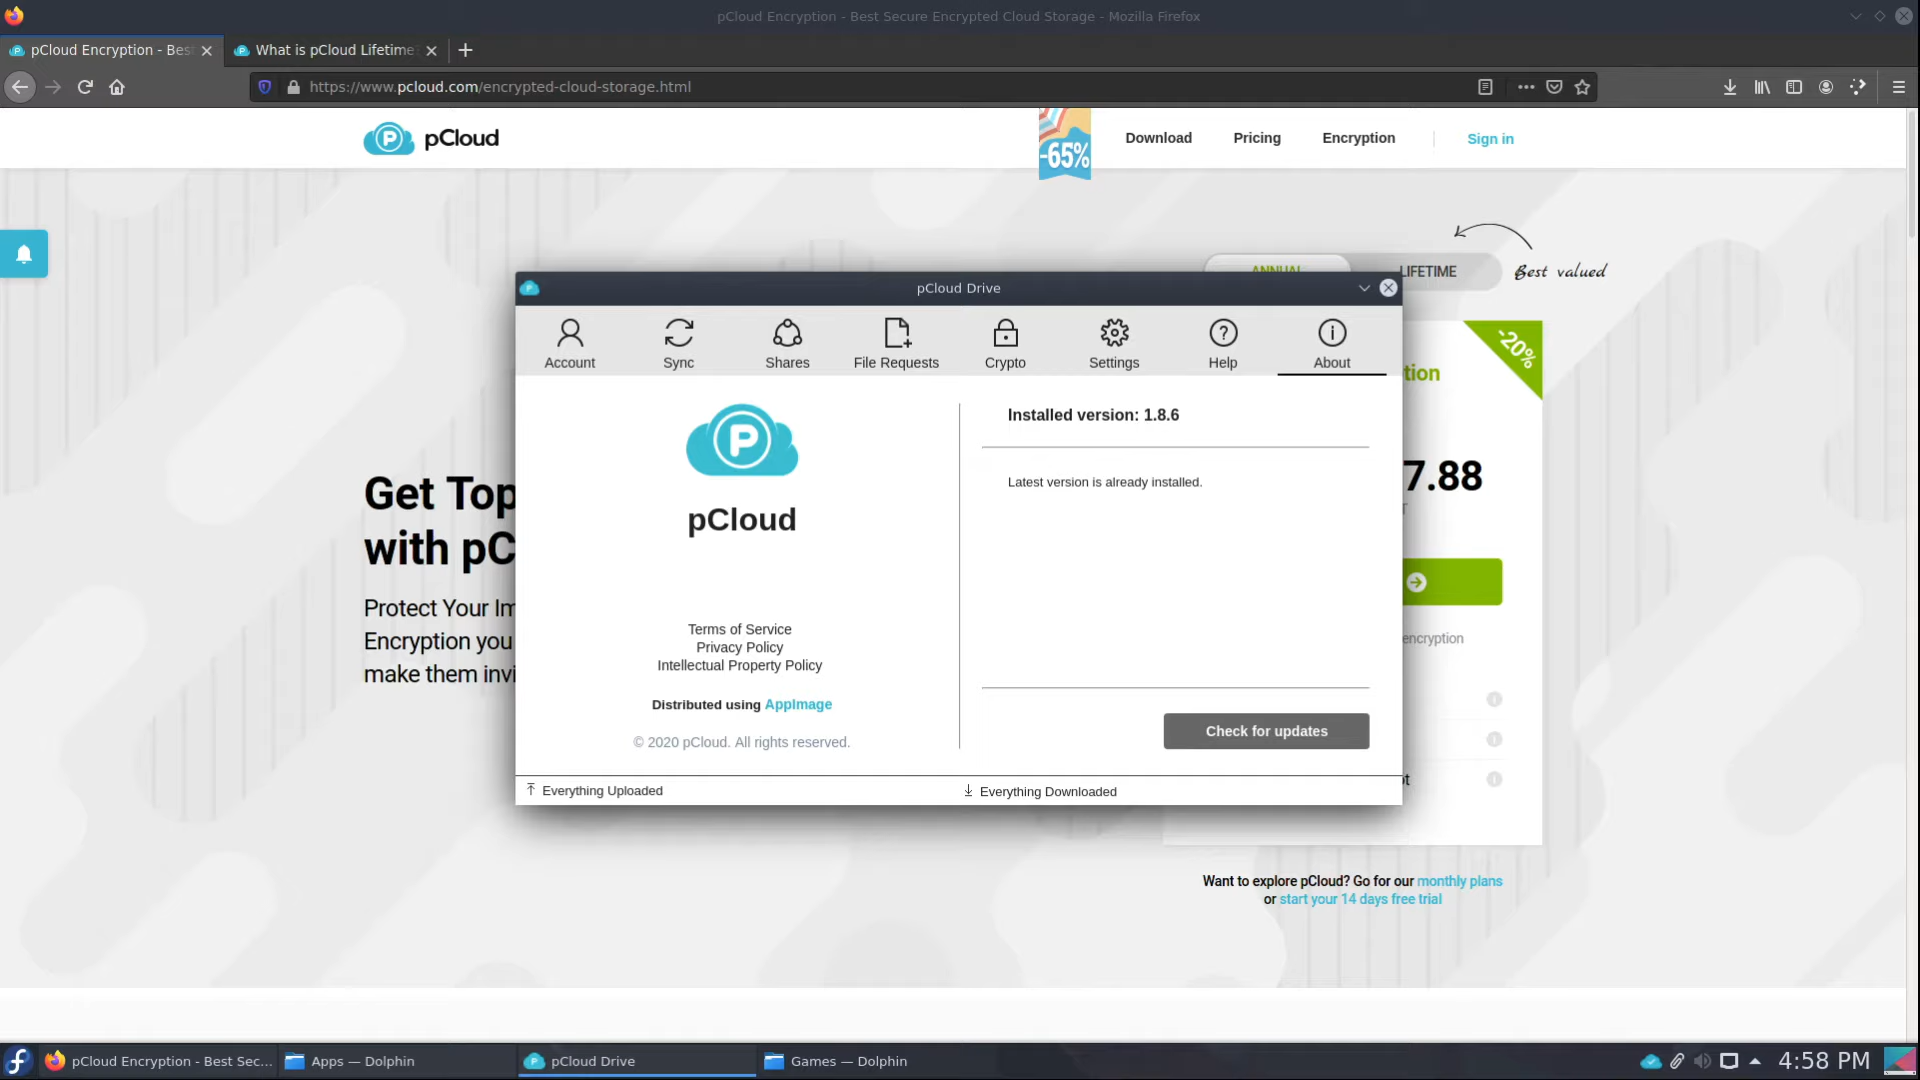 pCloud Encryption - Best Secure Encrypted Cloud Storage - Mozilla Firefox
pCloud Encryption - Bes
What is pCloud Lifetime
https://www.pcloud.com/encrypted-cloud-storage.html
pCloud
-65%
Download
Pricing
Encryption
Sign in
ANNUAL
LIFETIME
Best valued
pCloud Drive
Account
Sync
Shares
File Requests
Crypto
Settings
Help
About
-20%
tion
pCloud
Installed version: 1.8.6
Latest version is already installed.
7.88
T
Get Top
with pC
Protect Your Im
Encryption you
make them invi
encryption
Terms of Service
Privacy Policy
Intellectual Property Policy
Distributed using AppImage
© 2020 pCloud. All rights reserved.
Check for updates
ot
Everything Uploaded
Everything Downloaded
Want to explore pCloud? Go for our monthly plans
or start your 14 days free trial
pCloud Encryption - Best Sec...
Apps — Dolphin
pCloud Drive
Games — Dolphin
4:58 PM